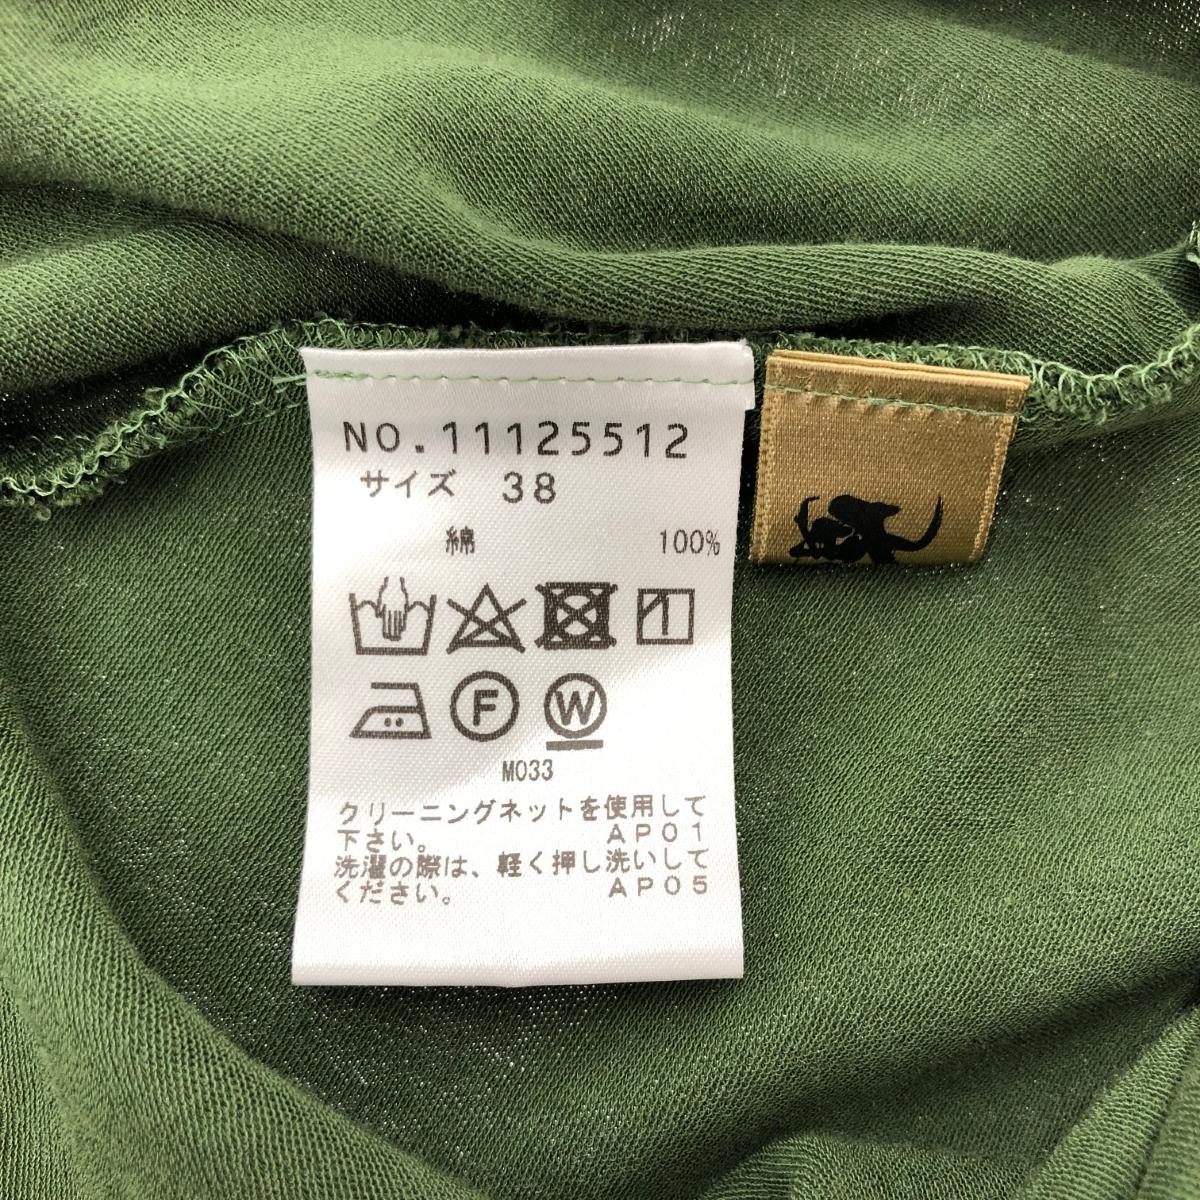 NO.11125512
サイズ 38
綿 100%
F W
M033
クリーニングネットを使用して
下さい。 AP01
洗濯の際は、軽く押し洗いして
ください。 AP05